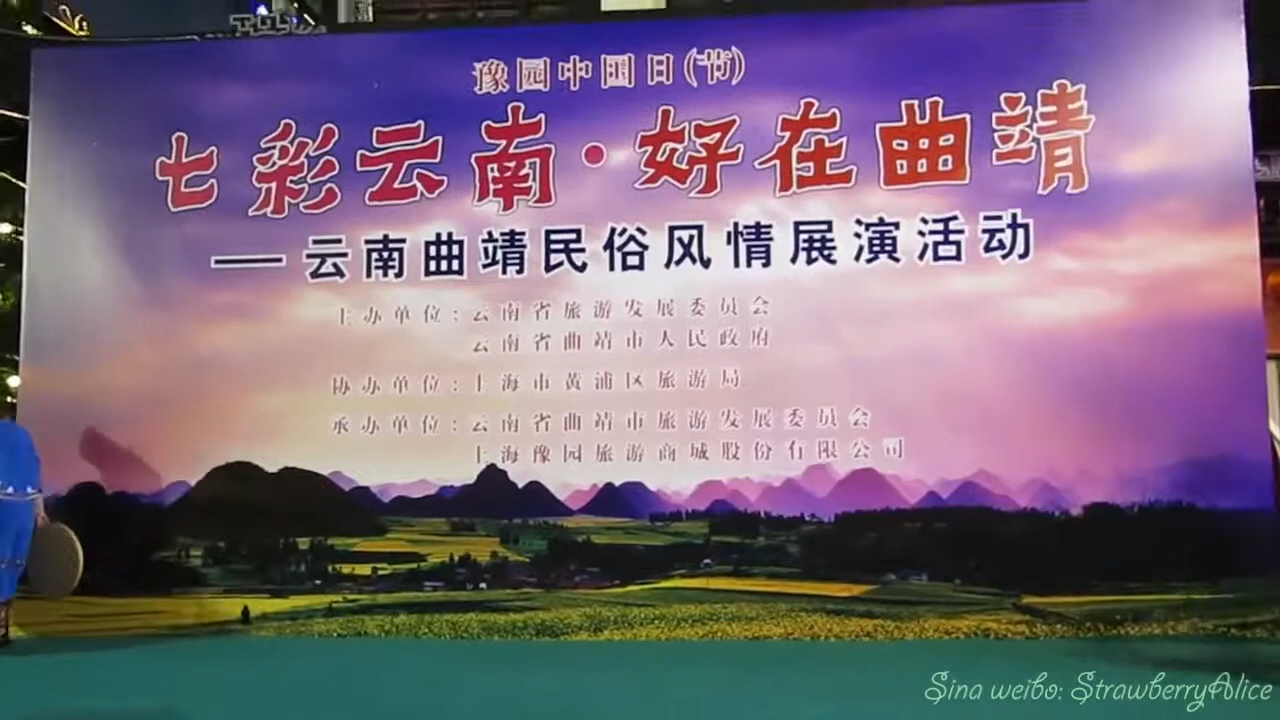 豫园中国日(节)
七彩云南·好在曲靖
——云南曲靖民俗风情展演活动
主办单位:云南省旅游发展委员会
云南省曲靖市人民政府
协办单位:上海市黄浦区旅游局
承办单位:云南省曲靖市旅游发展委员会
上海豫园旅游商城股份有限公司
Sina weibo: StrawberryAlice